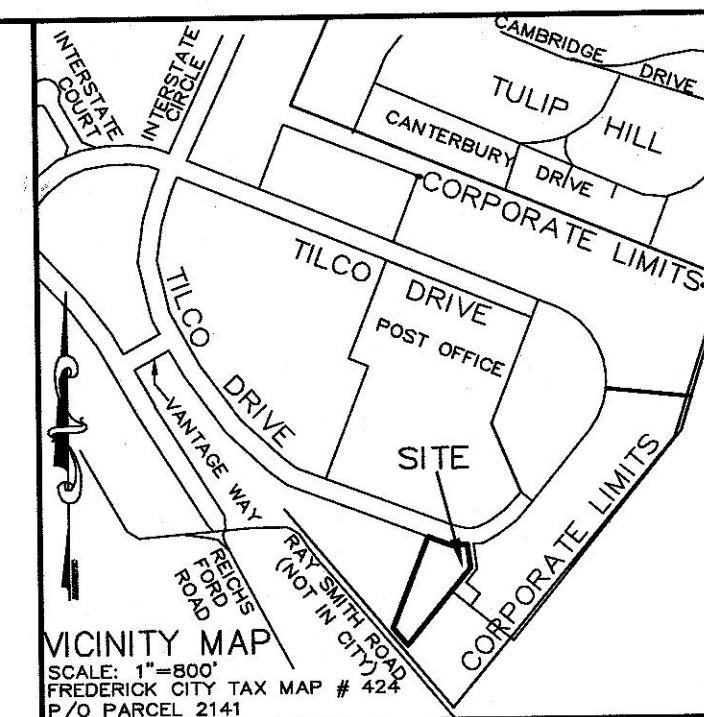 INTERSTATE
COURT
INTERSTATE
CIRCLE
CAMBRIDGE DRIVE
TULIP HILL
CANTERBURY DRIVE
CORPORATE LIMITS
TILCO DRIVE
POST OFFICE
TILCO DRIVE
VANTAGE WAY
SITE
CORPORATE LIMITS
REICHS
FORD
ROAD
RAY SMITH ROAD
(NOT IN CITY)
VICINITY MAP
SCALE: 1"=800'
FREDERICK CITY TAX MAP # 424
P/O PARCEL 2141